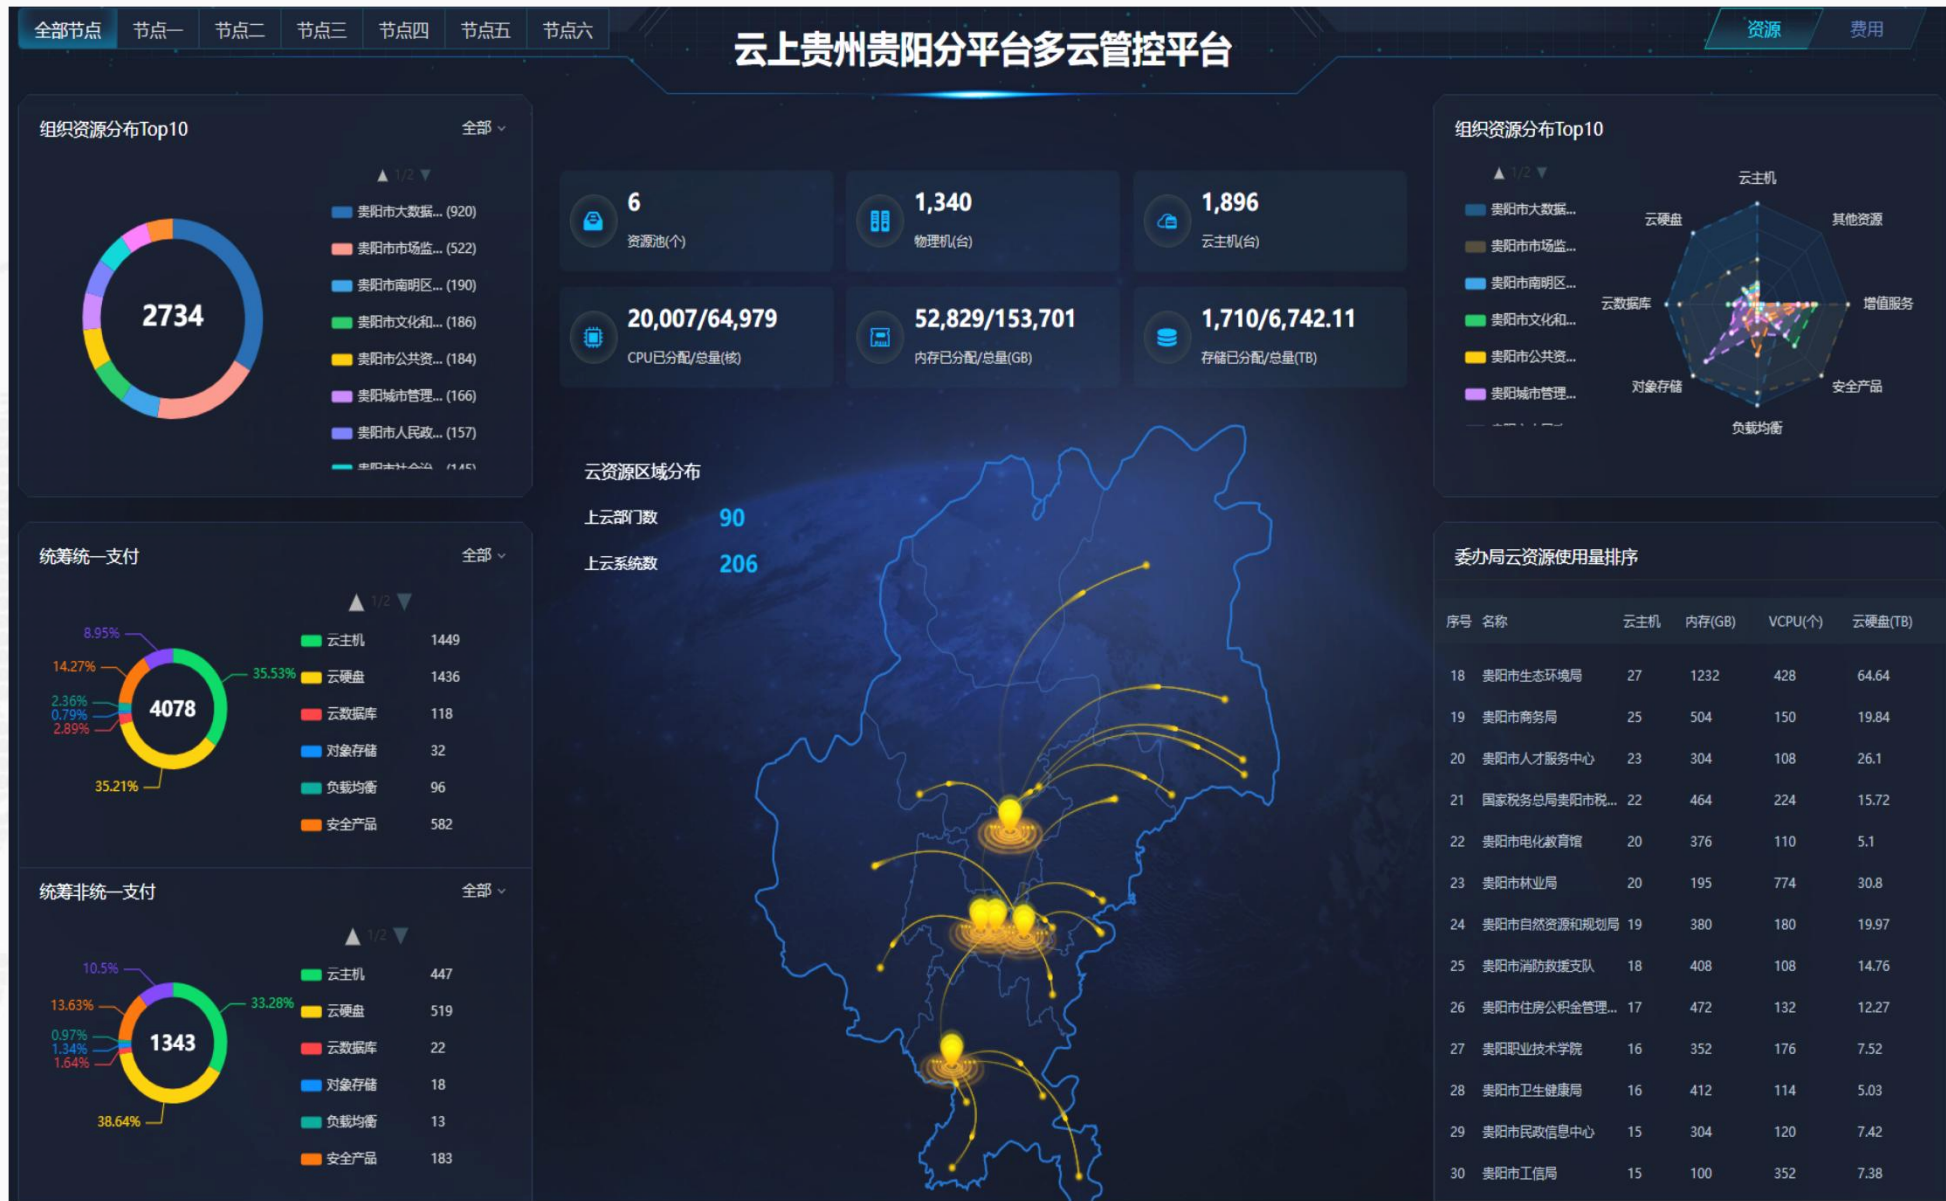 全部节点 节点一 节点二 节点三 节点四 节点五 节点六
云上贵州贵阳分平台多云管控平台
资源 费用
组织资源分布Top10 全部
1/2
2734
贵阳市大数据... (920)
贵阳市市场监... (522)
贵阳市南明区... (190)
贵阳市文化和... (186)
贵阳市公共资... (184)
贵阳城市管理... (166)
贵阳市人民政... (157)
贵阳市社会治... (145)
统筹统一支付 全部
1/2
4078
8.95%
14.27%
2.36%
0.79%
2.89%
35.21%
35.53%
云主机 1449
云硬盘 1436
云数据库 118
对象存储 32
负载均衡 96
安全产品 582
统筹非统一支付 全部
1/2
1343
10.5%
13.63%
0.97%
1.34%
1.64%
38.64%
33.28%
云主机 447
云硬盘 519
云数据库 22
对象存储 18
负载均衡 13
安全产品 183
6
资源池(个)
1,340
物理机(台)
1,896
云主机(台)
20,007/64,979
CPU已分配/总量(核)
52,829/153,701
内存已分配/总量(GB)
1,710/6,742.11
存储已分配/总量(TB)
云资源区域分布
上云部门数 90
上云系统数 206
组织资源分布Top10
1/2
贵阳市大数据...
贵阳市市场监...
贵阳市南明区...
贵阳市文化和...
贵阳市公共资...
贵阳城市管理...
云主机
云硬盘
其他资源
云数据库
增值服务
对象存储
安全产品
负载均衡
委办局云资源使用量排序
序号 名称 云主机 内存(GB) VCPU(个) 云硬盘(TB)
18 贵阳市生态环境局 27 1232 428 64.64
19 贵阳市商务局 25 504 150 19.84
20 贵阳市人才服务中心 23 304 108 26.1
21 国家税务总局贵阳市税... 22 464 224 15.72
22 贵阳市电化教育馆 20 376 110 5.1
23 贵阳市林业局 20 195 774 30.8
24 贵阳市自然资源和规划局 19 380 180 19.97
25 贵阳市消防救援支队 18 408 108 14.76
26 贵阳市住房公积金管理... 17 472 132 12.27
27 贵阳职业技术学院 16 352 176 7.52
28 贵阳市卫生健康局 16 412 114 5.03
29 贵阳市民政信息中心 15 304 120 7.42
30 贵阳市工信局 15 100 352 7.38